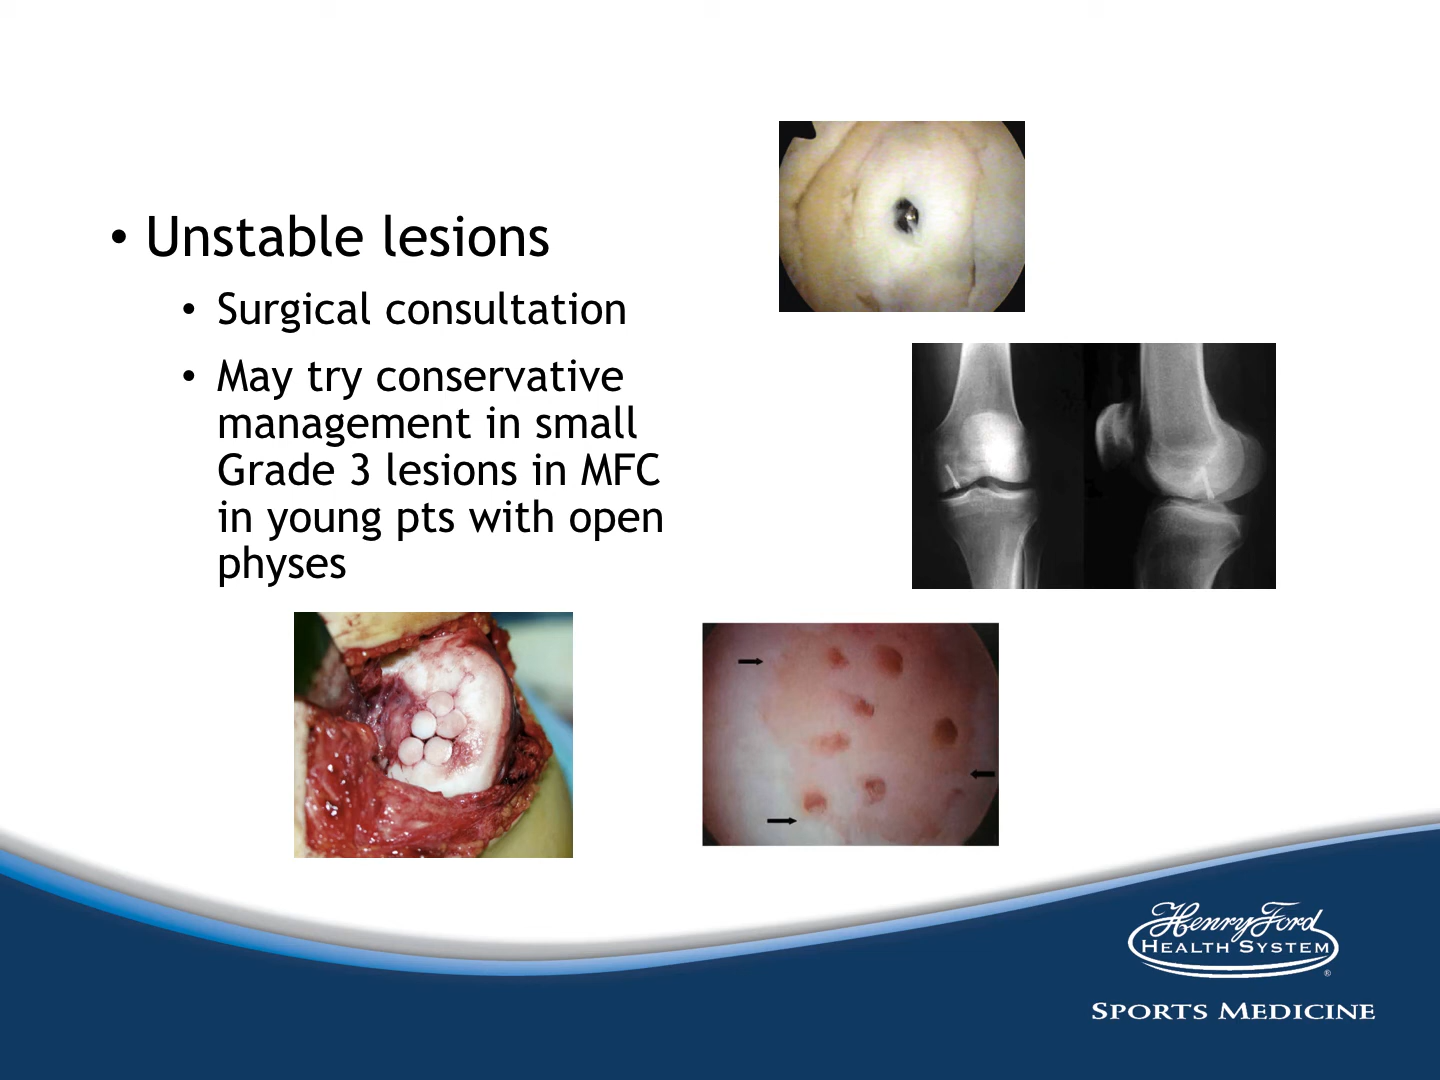 • Unstable lesions
• Surgical consultation
• May try conservative
management in small
Grade 3 lesions in MFC
in young pts with open
physes
Henry Ford
HEALTH SYSTEM
®
SPORTS MEDICINE